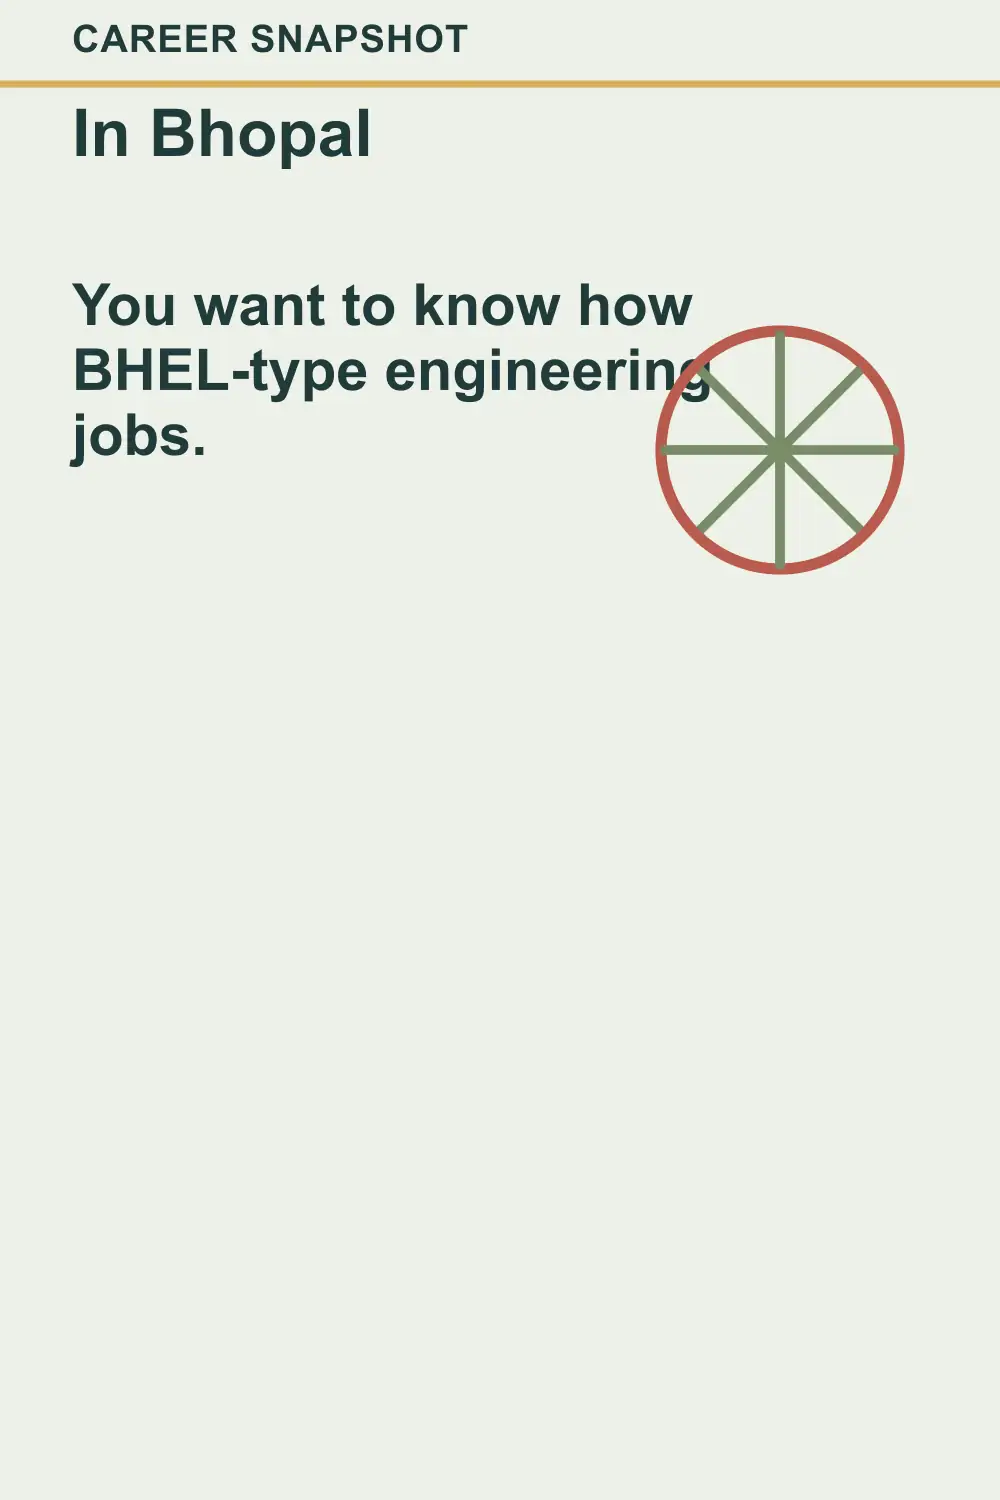 CAREER SNAPSHOT
In Bhopal
You want to know how
BHEL-type engineering
jobs.